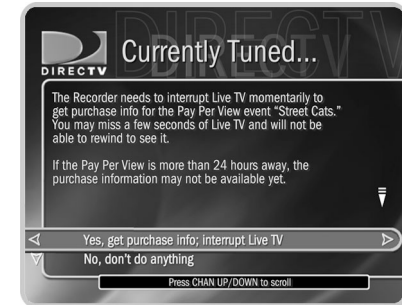 DIRECTV
DIRECTV
Currently Tuned...
The Recorder needs to interrupt Live TV momentarily to
get purchase info for the Pay Per View event “Street Cats.”
You may miss a few seconds of Live TV and will not be
able to rewind to see it.
If the Pay Per View is more than 24 hours away, the
purchase information may not be available yet.
Yes, get purchase info; interrupt Live TV
No, don’t do anything
Press CHAN UP/DOWN to scroll